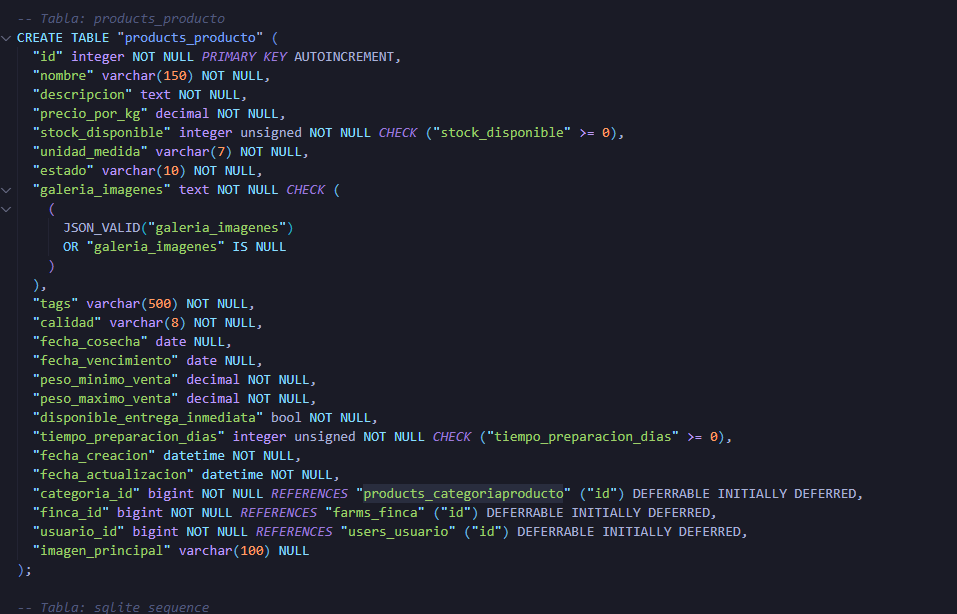 -- Tabla: products_producto
CREATE TABLE "products_producto" (
"id" integer NOT NULL PRIMARY KEY AUTOINCREMENT,
"nombre" varchar(150) NOT NULL,
"descripcion" text NOT NULL,
"precio_por_kg" decimal NOT NULL,
"stock_disponible" integer unsigned NOT NULL CHECK ("stock_disponible" >= 0),
"unidad_medida" varchar(7) NOT NULL,
"estado" varchar(10) NOT NULL,
"galeria_imagenes" text NOT NULL CHECK (
(
JSON_VALID("galeria_imagenes")
OR "galeria_imagenes" IS NULL
)
),
"tags" varchar(500) NOT NULL,
"calidad" varchar(8) NOT NULL,
"fecha_cosecha" date NULL,
"fecha_vencimiento" date NULL,
"peso_minimo_venta" decimal NOT NULL,
"peso_maximo_venta" decimal NOT NULL,
"disponible_entrega_inmediata" bool NOT NULL,
"tiempo_preparacion_dias" integer unsigned NOT NULL CHECK ("tiempo_preparacion_dias" >= 0),
"fecha_creacion" datetime NOT NULL,
"fecha_actualizacion" datetime NOT NULL,
"categoria_id" bigint NOT NULL REFERENCES "products_categoriaproducto" ("id") DEFERRABLE INITIALLY DEFERRED,
"finca_id" bigint NOT NULL REFERENCES "farms_finca" ("id") DEFERRABLE INITIALLY DEFERRED,
"usuario_id" bigint NOT NULL REFERENCES "users_usuario" ("id") DEFERRABLE INITIALLY DEFERRED,
"imagen_principal" varchar(100) NULL
);
-- Tabla: sqlite_sequence